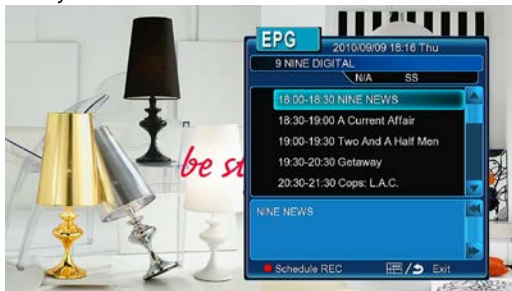 EPG
2010/09/09 18:16 Thu
9 NINE DIGITAL
N/A SS
18:00-18:30 NINE NEWS
18:30-19:00 A Current Affair
19:00-19:30 Two And A Half Men
19:30-20:30 Getaway
20:30-21:30 Cops: L.A.C.
be st
NINE NEWS
Schedule REC / Exit